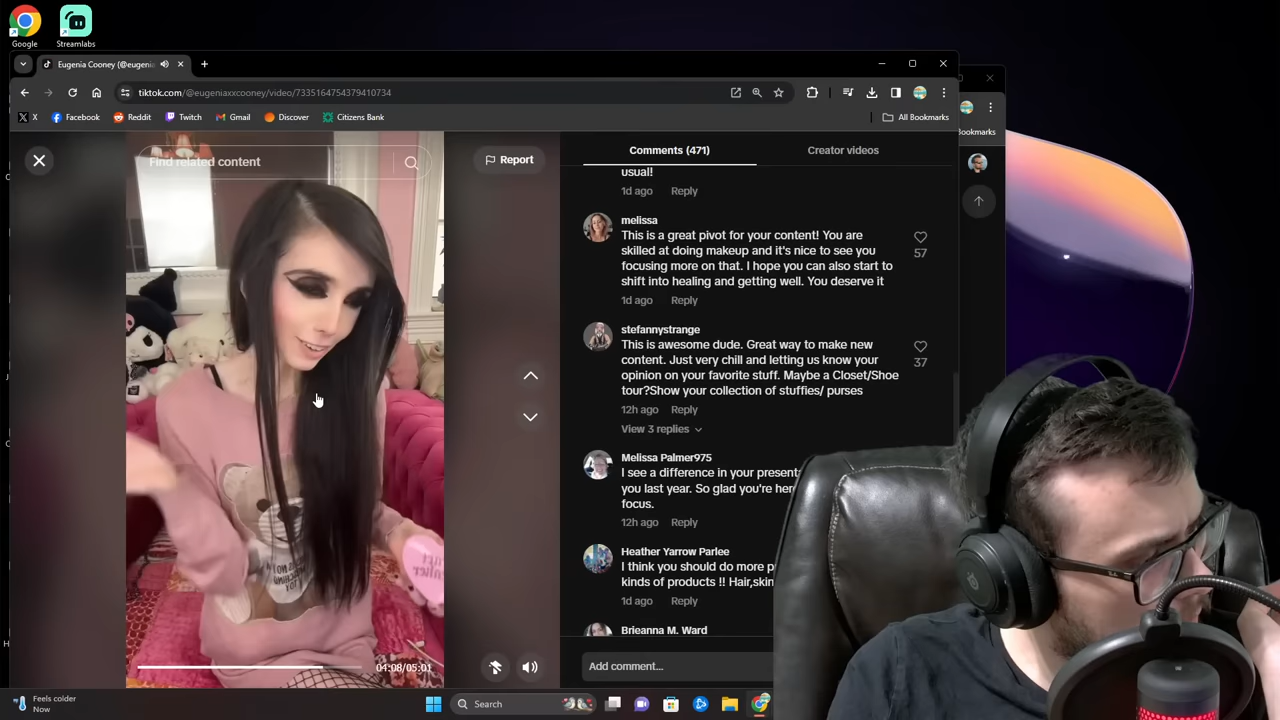 Google
Streamlabs
Eugenia Cooney (@eugenia
tiktok.com/@eugeniaxxcooney/video/7335164754379410734
X
Facebook
Reddit
Twitch
Gmail
Discover
Citizens Bank
All Bookmarks
Bookmarks
Find related content
Report
Comments (471)
Creator videos
usual!
1d ago Reply
melissa
This is a great pivot for your content! You are
skilled at doing makeup and it's nice to see you
focusing more on that. I hope you can also start to
shift into healing and getting well. You deserve it
57
1d ago Reply
stefannystrange
This is awesome dude. Great way to make new
content. Just very chill and letting us know your
opinion on your favorite stuff. Maybe a Closet/Shoe
tour?Show your collection of stuffies/ purses
37
12h ago Reply
View 3 replies
Melissa Palmer975
I see a difference in your
you last year. So glad you're
focus.
12h ago Reply
Heather Yarrow Parlee
I think you should do more
kinds of products !!
1d ago Reply
Brieanna M. Ward
Add comment...
04:08/05:01
Feels colder
Now
Search